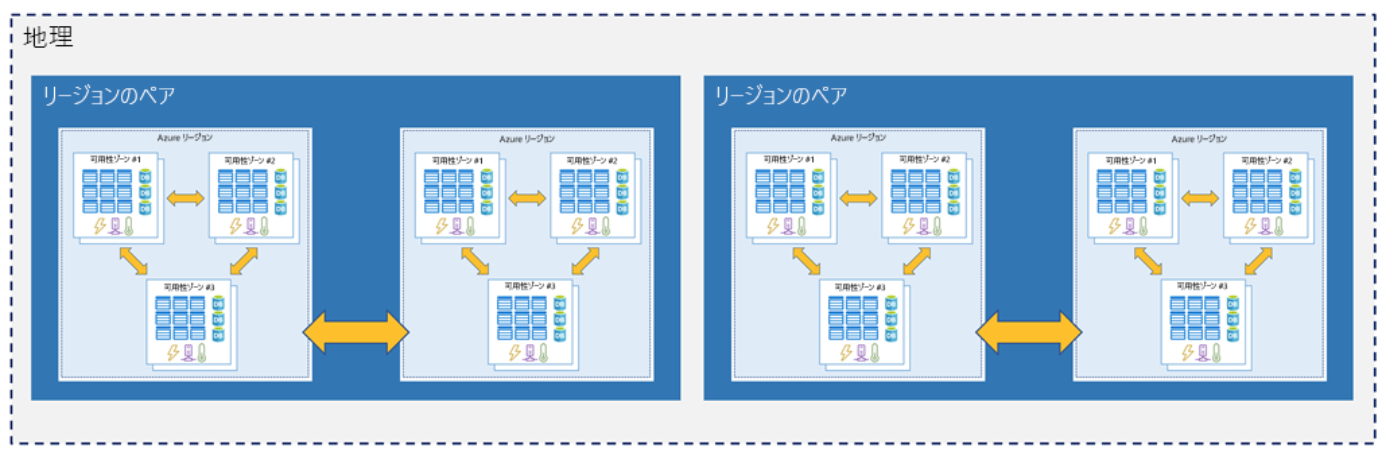 地理
リージョンのペア
Azure リージョン
可用性ゾーン #1
DB
DB
DB
可用性ゾーン #2
DB
DB
DB
可用性ゾーン #3
DB
DB
DB
Azure リージョン
可用性ゾーン #1
DB
DB
DB
可用性ゾーン #2
DB
DB
DB
可用性ゾーン #3
DB
DB
DB
リージョンのペア
Azure リージョン
可用性ゾーン #1
DB
DB
DB
可用性ゾーン #2
DB
DB
DB
可用性ゾーン #3
DB
DB
DB
Azure リージョン
可用性ゾーン #1
DB
DB
DB
可用性ゾーン #2
DB
DB
DB
可用性ゾーン #3
DB
DB
DB